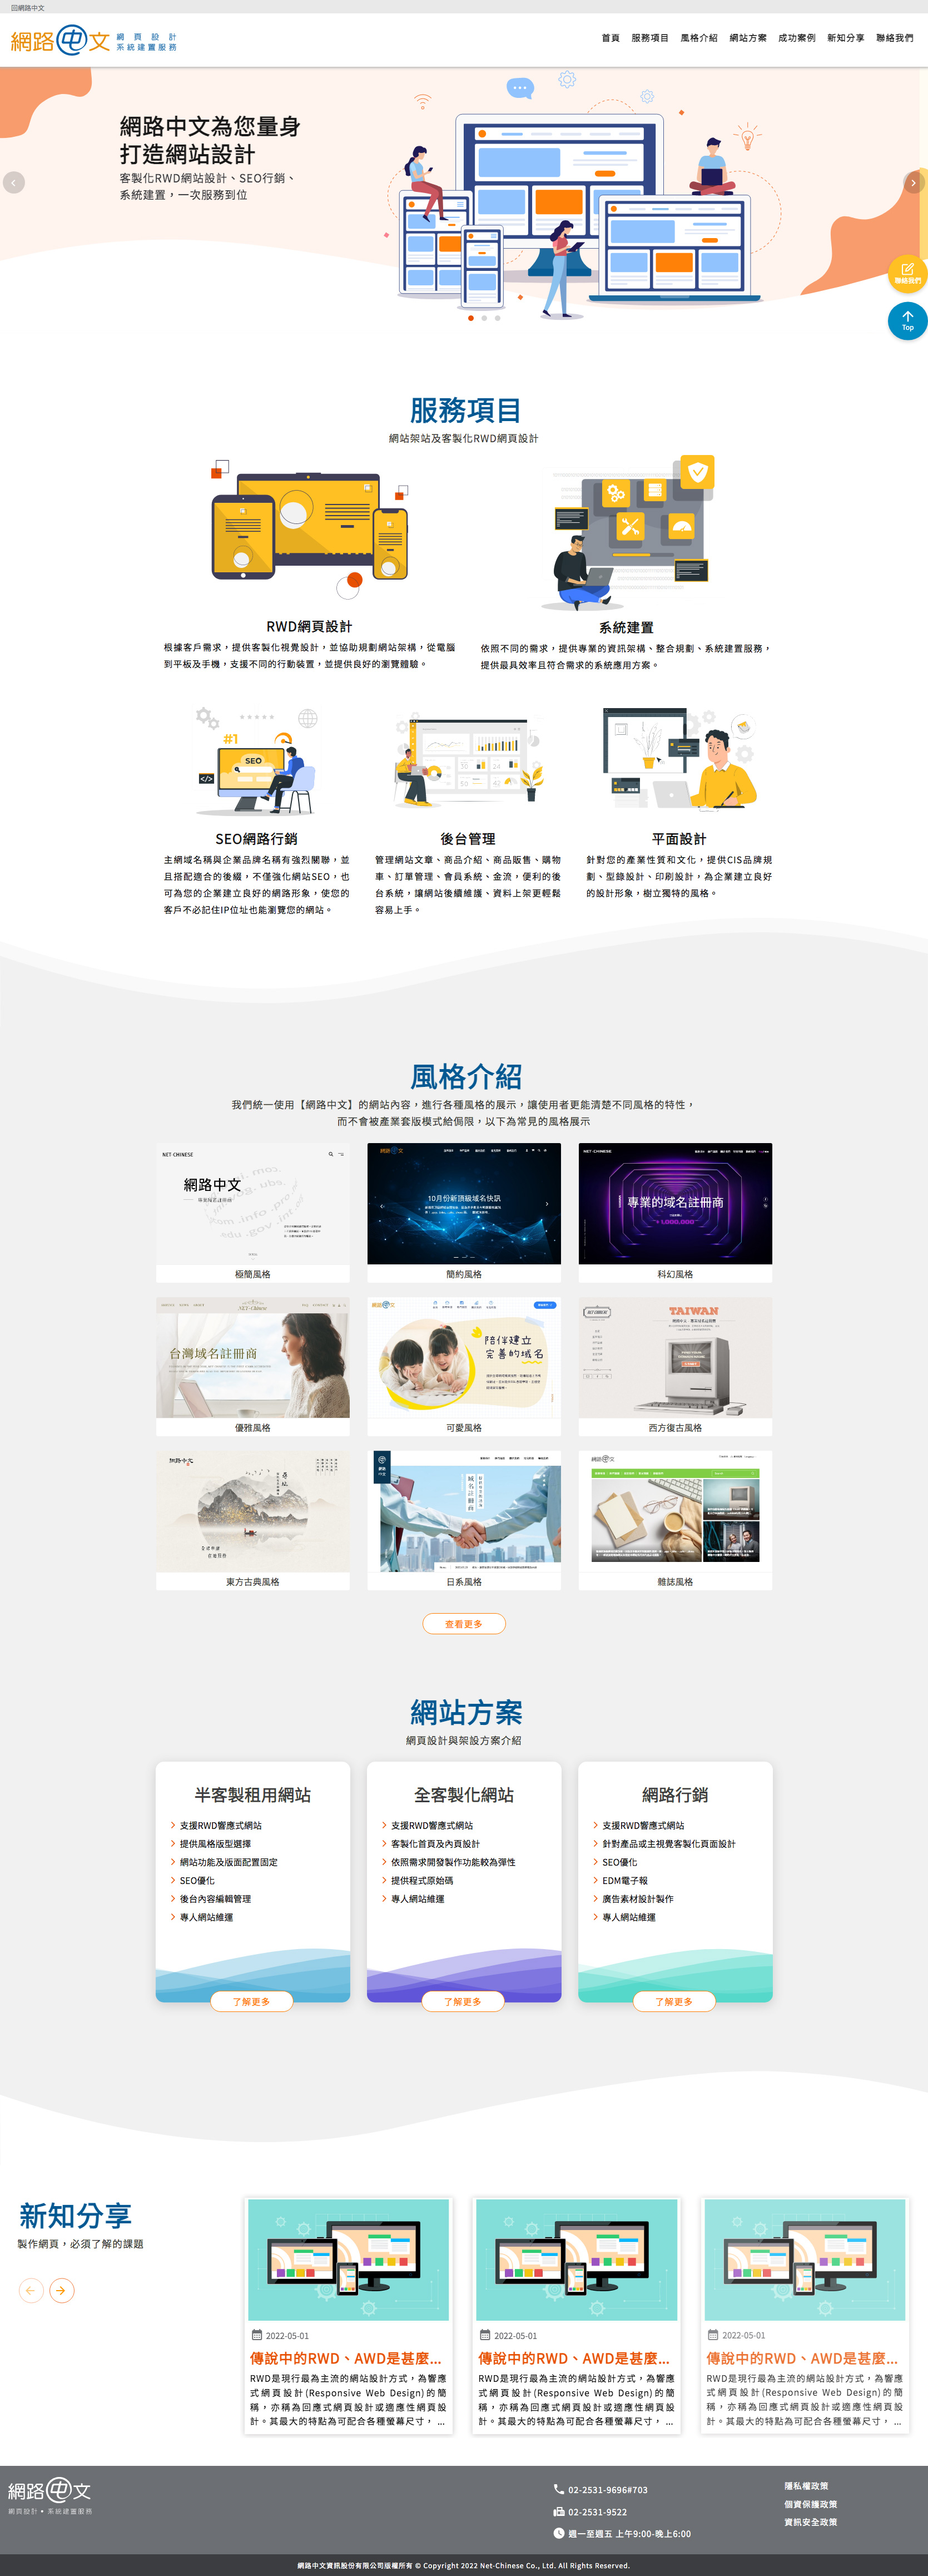 回網路中文
網路中文 網頁設計
系統建置服務
首頁 服務項目 風格介紹 網站方案 成功案例 新知分享 聯絡我們
網路中文為您量身
打造網站設計
客製化RWD網站設計、SEO行銷、
系統建置，一次服務到位
聯絡我們
Top
服務項目
網站架站及客製化RWD網頁設計
RWD網頁設計
根據客戶需求，提供客製化視覺設計，並協助規劃網站架構，從電腦
到平板及手機，支援不同的行動裝置，並提供良好的瀏覽體驗。
系統建置
依照不同的需求，提供專業的資訊架構、整合規劃、系統建置服務，
提供最具效率且符合需求的系統應用方案。
#1
SEO
</>
SEO網路行銷
主網域名稱與企業品牌名稱有強烈關聯，並
且搭配適合的後綴，不僅強化網站SEO，也
可為您的企業建立良好的網路形象，使您的
客戶不必記住IP位址也能瀏覽您的網站。
後台管理
管理網站文章、商品介紹、商品販售、購物
車、訂單管理、會員系統、金流，便利的後
台系統，讓網站後續維護、資料上架更輕鬆
容易上手。
平面設計
針對您的產業性質和文化，提供CIS品牌規
劃、型錄設計、印刷設計，為企業建立良好
的設計形象，樹立獨特的風格。
風格介紹
我們統一使用【網路中文】的網站內容，進行各種風格的展示，讓使用者更能清楚不同風格的特性，
而不會被產業套版模式給侷限，以下為常見的風格展示
NET-CHINESE
網路中文
極簡風格
網路中文
10月份新頂級域名快訊
簡約風格
NET-CHINESE
專業的域名註冊商
科幻風格
NET-Chinese
台灣域名註冊商
優雅風格
網路中文
陪伴建立
完善的域名
可愛風格
NET-CHINESE
TAIWAN
西方復古風格
網路中文
東方古典風格
域名註冊商
日系風格
網路中文
雜誌風格
查看更多
網站方案
網頁設計與架設方案介紹
半客製租用網站
支援RWD響應式網站
提供風格版型選擇
網站功能及版面配置固定
SEO優化
後台內容編輯管理
專人網站維運
了解更多
全客製化網站
支援RWD響應式網站
客製化首頁及內頁設計
依照需求開發製作功能較為彈性
提供程式原始碼
專人網站維運
了解更多
網路行銷
支援RWD響應式網站
針對產品或主視覺客製化頁面設計
SEO優化
EDM電子報
廣告素材設計製作
專人網站維運
了解更多
新知分享
製作網頁，必須了解的課題
2022-05-01
傳說中的RWD、AWD是甚麼...
RWD是現行最為主流的網站設計方式，為響應
式網頁設計(Responsive Web Design)的簡
稱，亦稱為回應式網頁設計或適應性網頁設
計。其最大的特點為可配合各種螢幕尺寸， ...
2022-05-01
傳說中的RWD、AWD是甚麼...
RWD是現行最為主流的網站設計方式，為響應
式網頁設計(Responsive Web Design)的簡
稱，亦稱為回應式網頁設計或適應性網頁設
計。其最大的特點為可配合各種螢幕尺寸， ...
2022-05-01
傳說中的RWD、AWD是甚麼...
RWD是現行最為主流的網站設計方式，為響應
式網頁設計(Responsive Web Design)的簡
稱，亦稱為回應式網頁設計或適應性網頁設
計。其最大的特點為可配合各種螢幕尺寸， ...
網路中文
網頁設計•系統建置服務
02-2531-9696#703
02-2531-9522
週一至週五 上午9:00-晚上6:00
隱私權政策
個資保護政策
資訊安全政策
網路中文資訊股份有限公司版權所有 © Copyright 2022 Net-Chinese Co., Ltd. All Rights Reserved.